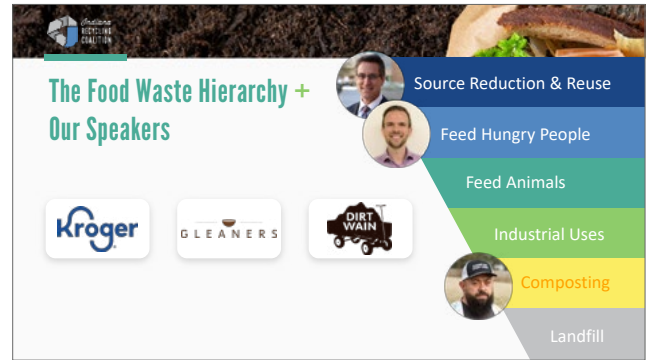 Indiana
RECYCLING
COALITION
The Food Waste Hierarchy +
Our Speakers
Source Reduction & Reuse
Feed Hungry People
Feed Animals
Industrial Uses
Composting
Landfill
Kroger
GLEANERS
DIRT
WAIN